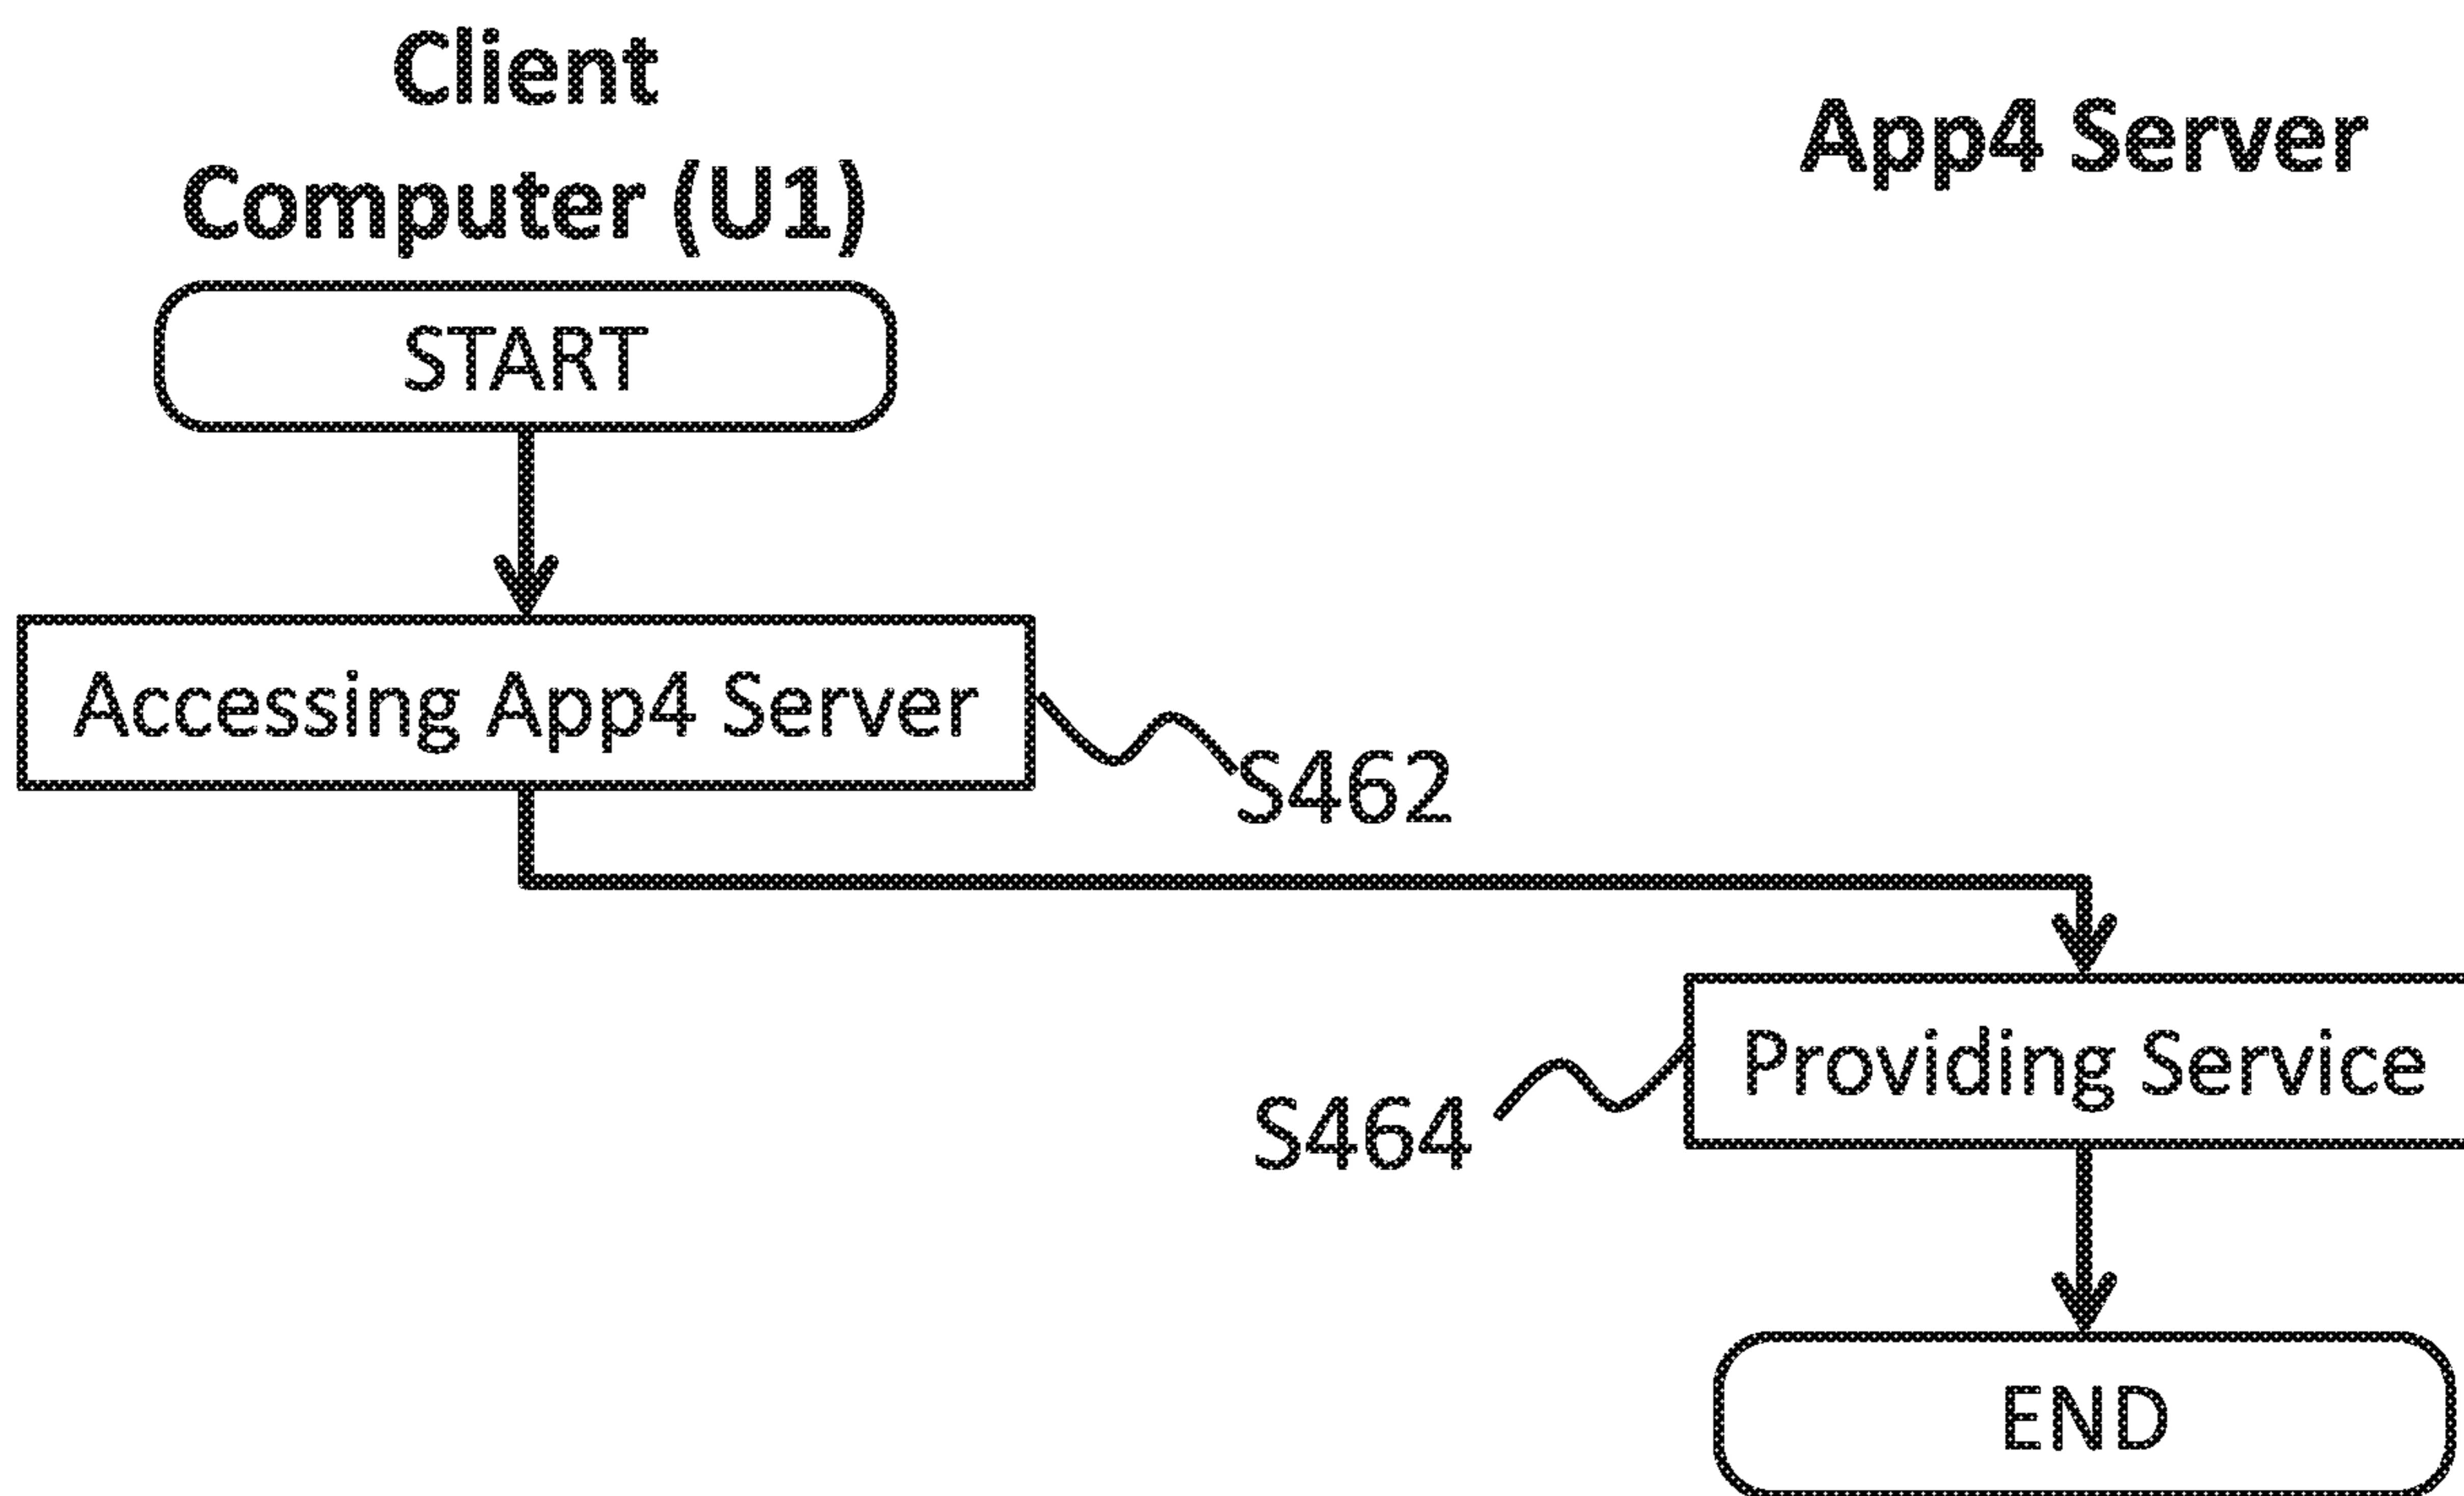 Client
Computer (U1)
App4 Server
START
Accessing App4 Server
S462
Providing Service
S464
END